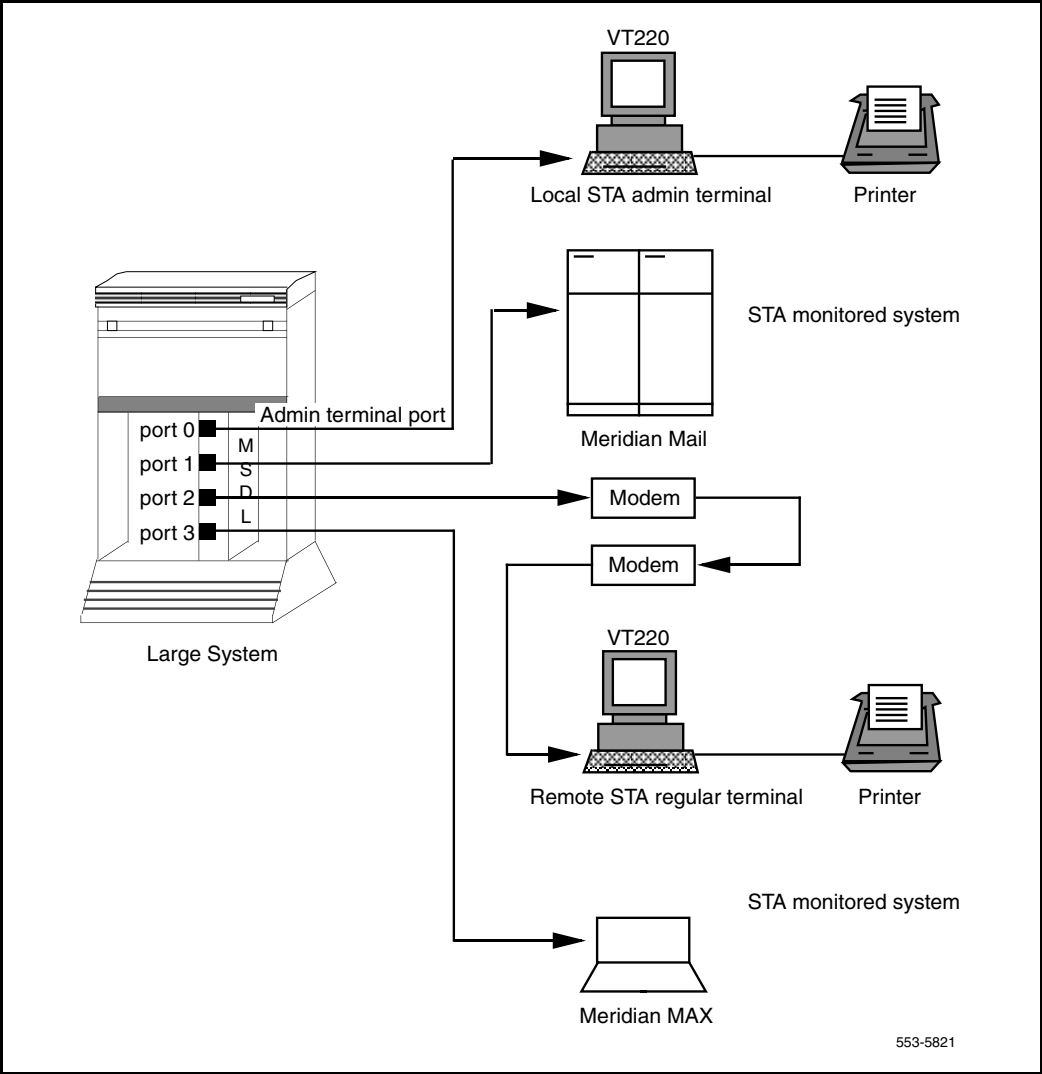 VT220
Local STA admin terminal
Printer
STA monitored system
Admin terminal port
port 0
port 1
port 2
port 3
M
S
D
L
Meridian Mail
Modem
Modem
Large System
VT220
Remote STA regular terminal
Printer
STA monitored system
Meridian MAX
553-5821